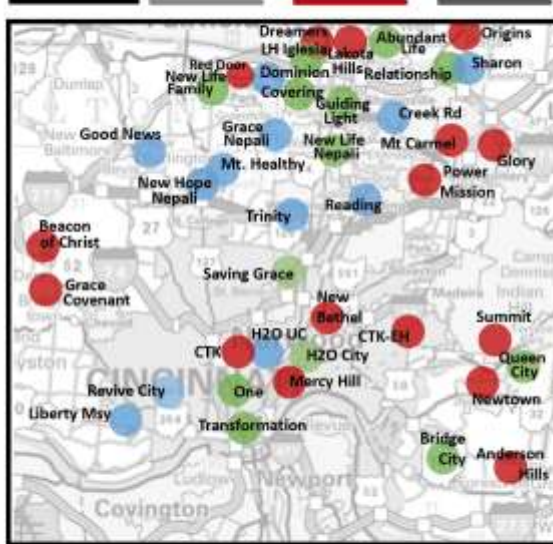 Dreamers
LH Iglesia
Lakota
Hills
Abundant
Life
Origins
Red Door
New Life
Family
Dominion
Covering
Relationship
Sharon
Guiding
Light
Creek Rd
Good News
Grace
Nepali
New Life
Nepali
Mt Carmel
Glory
Mt. Healthy
New Hope
Nepali
Power
Mission
Trinity
Reading
Beacon
of Christ
27
Saving Grace
Grace
Covenant
New
Bethel
Summit
CTK
H2O UC
CTK-EH
H2O City
Queen
City
CINCINNA
Revive City
One
Mercy Hill
Newtown
Liberty Msy
Transformation
Bridge
City
Anderson
Hills
Newport
Covington